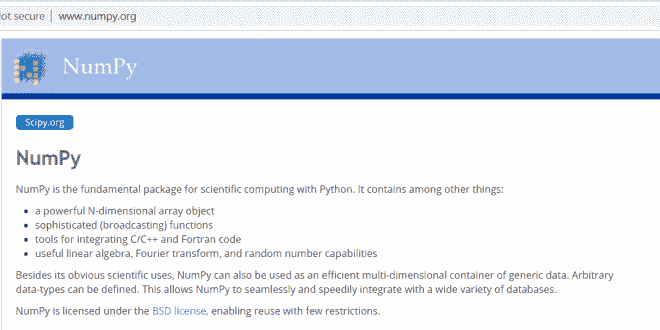 ot secure | www.numpy.org
NumPy
Scipy.org
NumPy
NumPy is the fundamental package for scientific computing with Python. It contains among other things:
a powerful N-dimensional array object
sophisticated (broadcasting) functions
tools for integrating C/C++ and Fortran code
useful linear algebra, Fourier transform, and random number capabilities
Besides its obvious scientific uses, NumPy can also be used as an efficient multi-dimensional container of generic data. Arbitrary
data-types can be defined. This allows NumPy to seamlessly and speedily integrate with a wide variety of databases.
NumPy is licensed under the BSD license, enabling reuse with few restrictions.